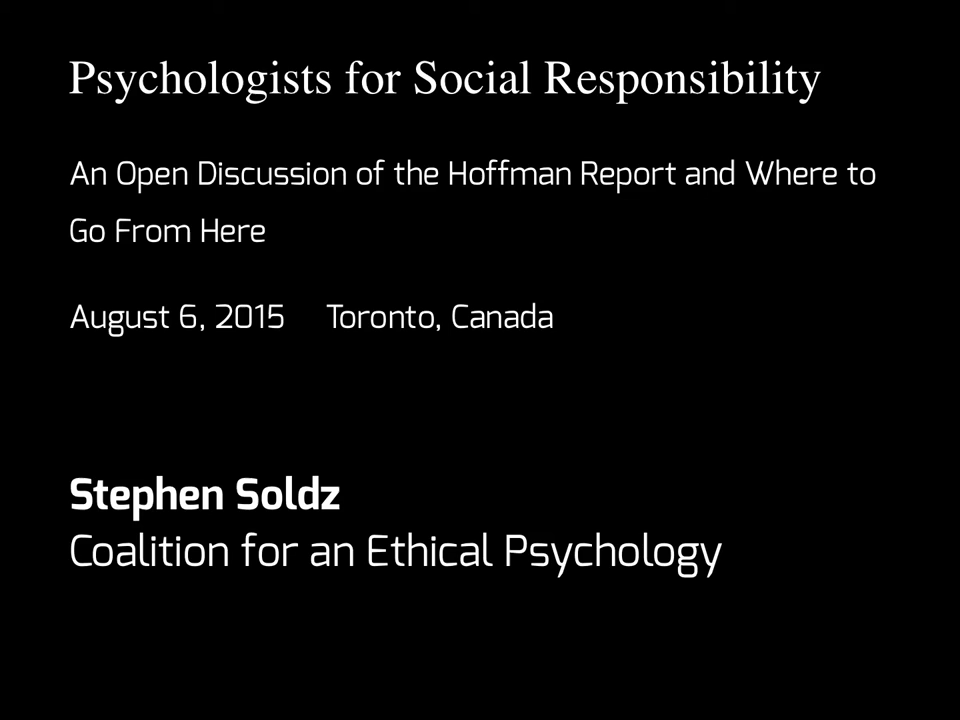 Psychologists for Social Responsibility
An Open Discussion of the Hoffman Report and Where to
Go From Here
August 6, 2015 Toronto, Canada
Stephen Soldz
Coalition for an Ethical Psychology